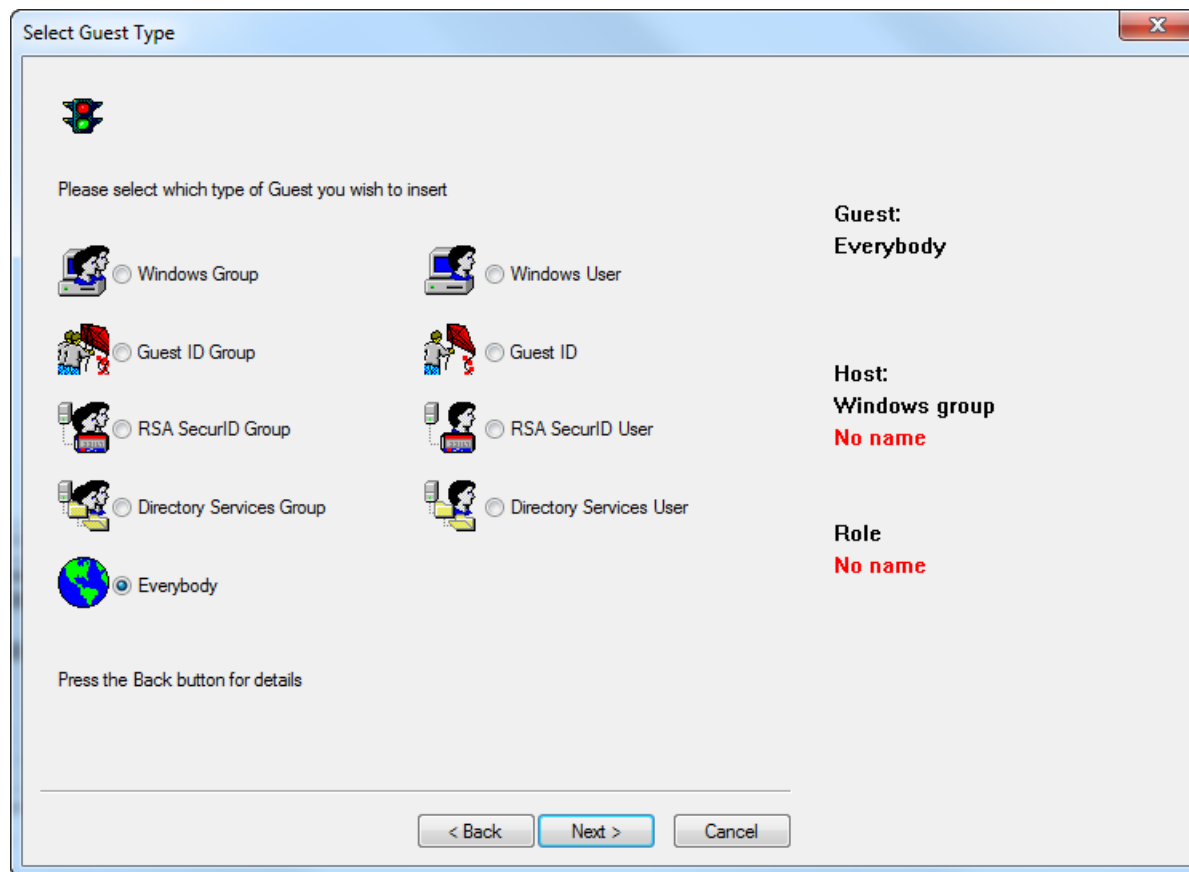 Select Guest Type
Please select which type of Guest you wish to insert
Windows Group
Windows User
Guest ID Group
Guest ID
RSA SecurID Group
RSA SecurID User
Directory Services Group
Directory Services User
Everybody
Press the Back button for details
< Back
Next >
Cancel
Guest:
Everybody
Host:
Windows group
No name
Role
No name